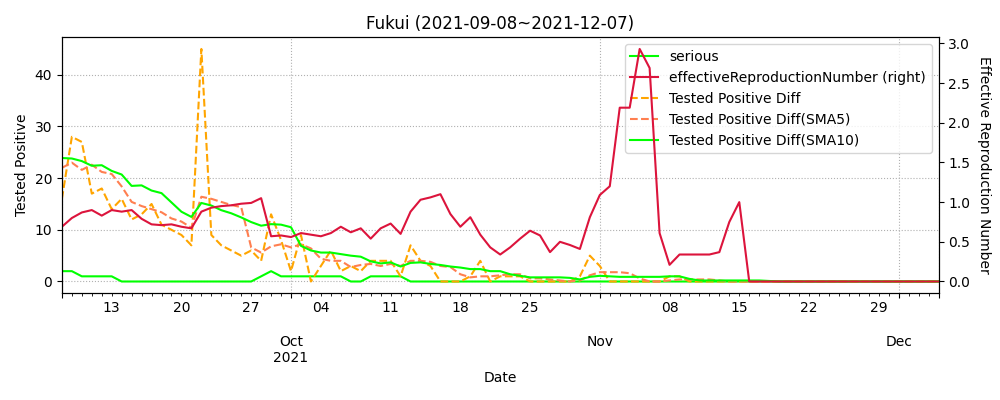 Fukui (2021-09-08~2021-12-07)
serious
effectiveReproductionNumber (right)
Tested Positive Diff
Tested Positive Diff(SMA5)
Tested Positive Diff(SMA10)
Tested Positive
40
30
20
10
0
Effective Reproduction Number
3.0
2.5
2.0
1.5
1.0
0.5
0.0
13 20 27 04 11 18 25 08 15 22 29
Oct Nov Dec
2021
Date